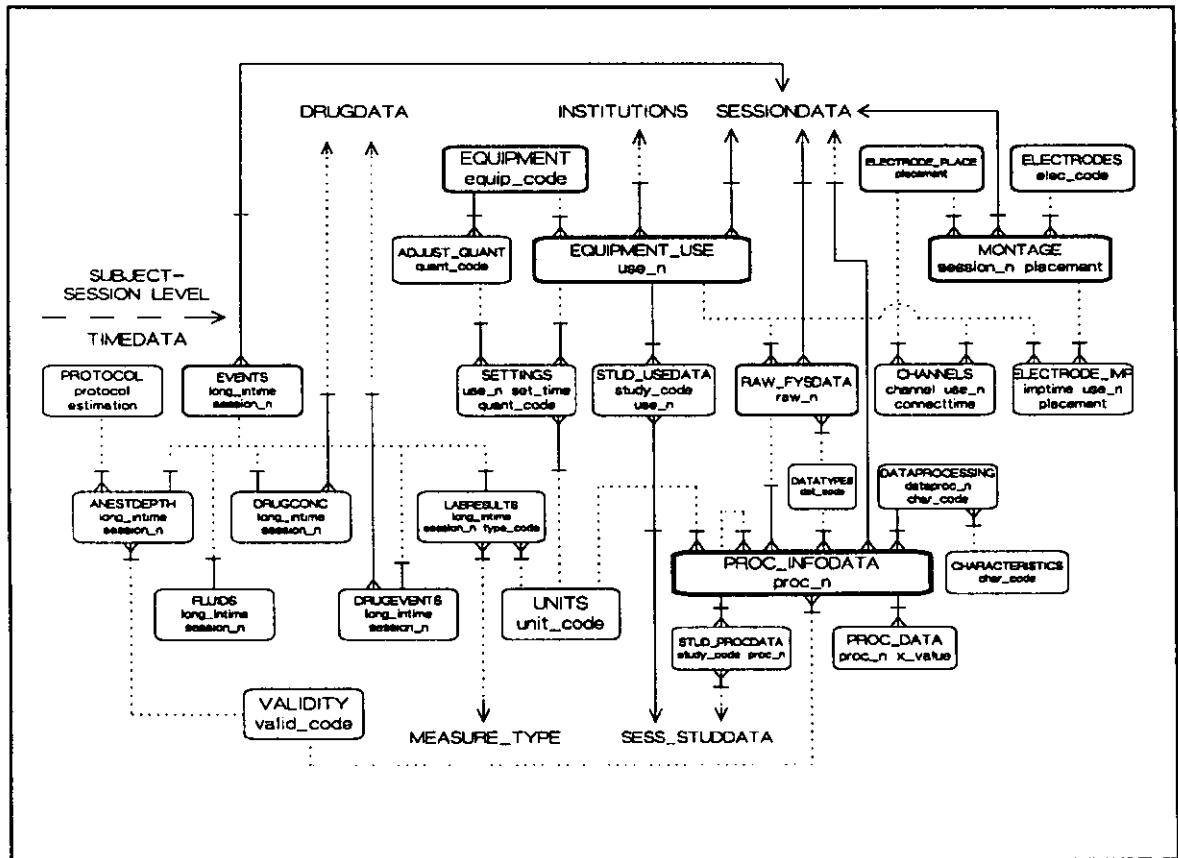 DRUGDATA
INSTITUTIONS
SESSIONDATA
EQUIPMENT
equip_code
ELECTRODE_PLACE
placement
ELECTRODES
elec_code
ADJUST_QUANT
quant_code
EQUIPMENT_USE
use_n
MONTAGE
session_n placement
SUBJECT-
SESSION LEVEL
TIMEDATA
PROTOCOL
protocol
estimation
EVENTS
long_intime
session_n
SETTINGS
use_n set_time
quant_code
STUD_USEDATA
study_code
use_n
RAW_FYSDATA
raw_n
CHANNELS
channel use_n
connecttime
ELECTRODE_IMP
imptime use_n
placement
ANESTDEPTH
long_intime
session_n
DRUGCONC
long_intime
session_n
LABRESULTS
long_intime
session_n type_code
DATATYPES
dat_code
DATAPROCESSING
dataproc_n
char_code
FLUIDS
long_intime
session_n
DRUGEVENTS
long_intime
session_n
UNITS
unit_code
PROC_INFODATA
proc_n
CHARACTERISTICS
char_code
STUD_PROCDATA
study_code proc_n
PROC_DATA
proc_n x_value
VALIDITY
valid_code
MEASURE_TYPE
SESS_STUDDATA